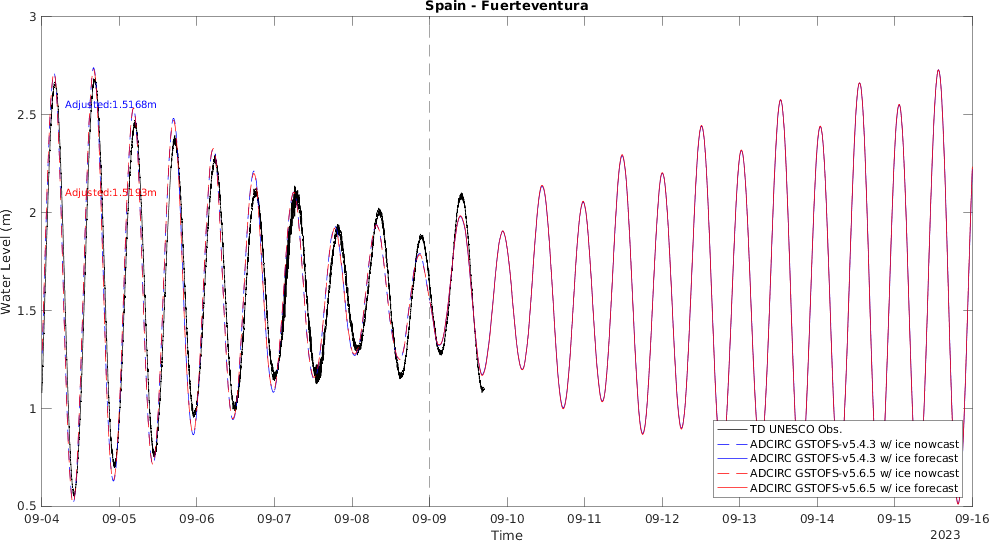 Spain - Fuerteventura
3
2.5
2
1.5
1
0.5
Water Level (m)
Adjusted:1.5168m
Adjusted:1.5193m
TD UNESCO Obs.
ADCIRC GSTOFS-v5.4.3 w/ ice nowcast
ADCIRC GSTOFS-v5.4.3 w/ ice forecast
ADCIRC GSTOFS-v5.6.5 w/ ice nowcast
ADCIRC GSTOFS-v5.6.5 w/ ice forecast
09-04 09-05 09-06 09-07 09-08 09-09 09-10 09-11 09-12 09-13 09-14 09-15 09-16
Time
2023